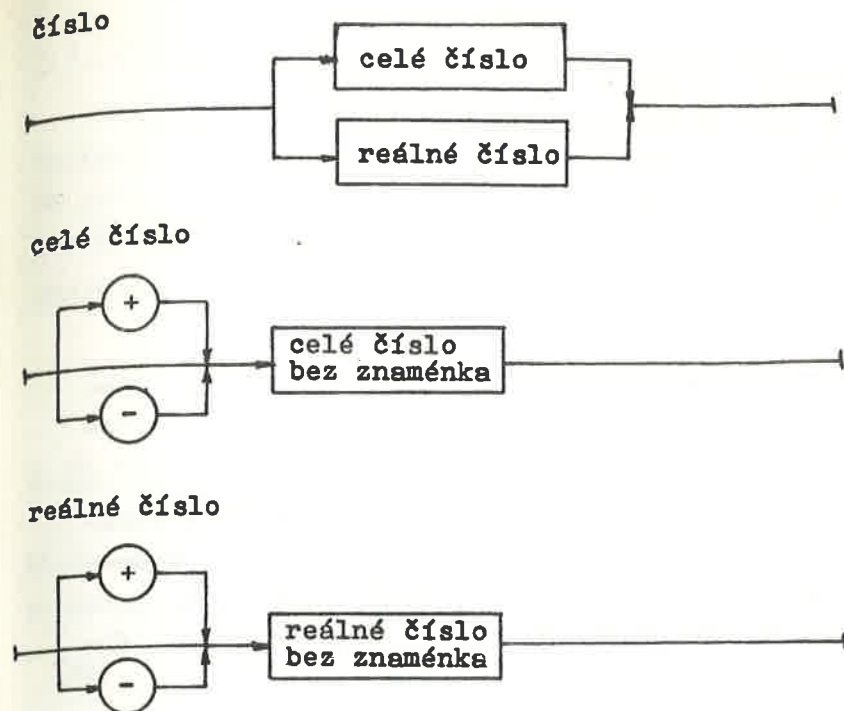 číslo
celé číslo
reálné číslo
celé číslo
+
celé číslo
bez znaménka
-
reálné číslo
+
reálné číslo
bez znaménka
-